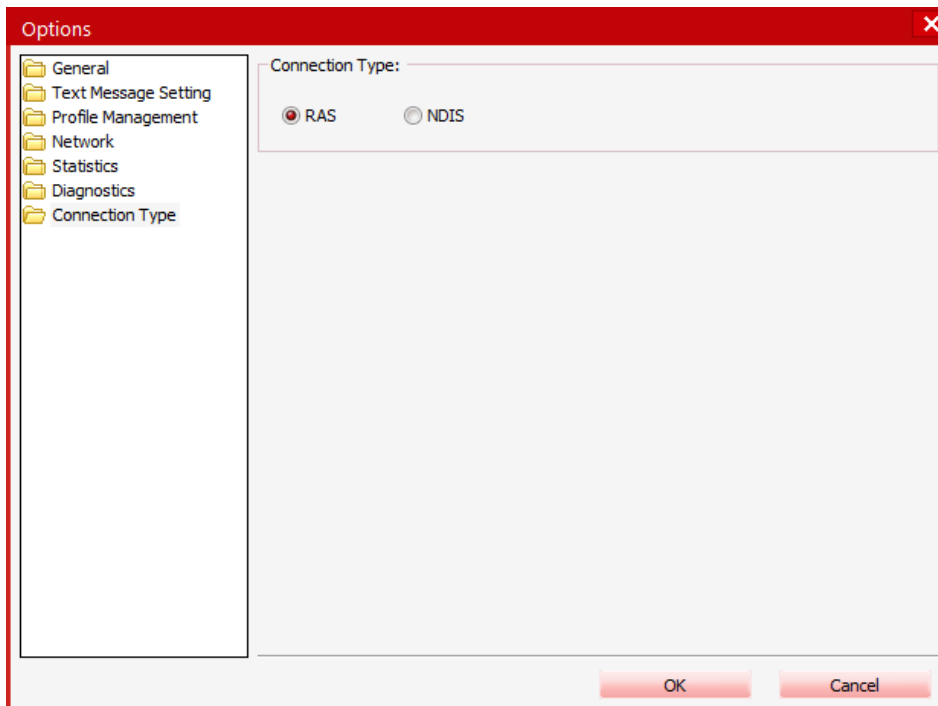 Options
General
Text Message Setting
Profile Management
Network
Statistics
Diagnostics
Connection Type
Connection Type:
RAS NDIS
OK Cancel